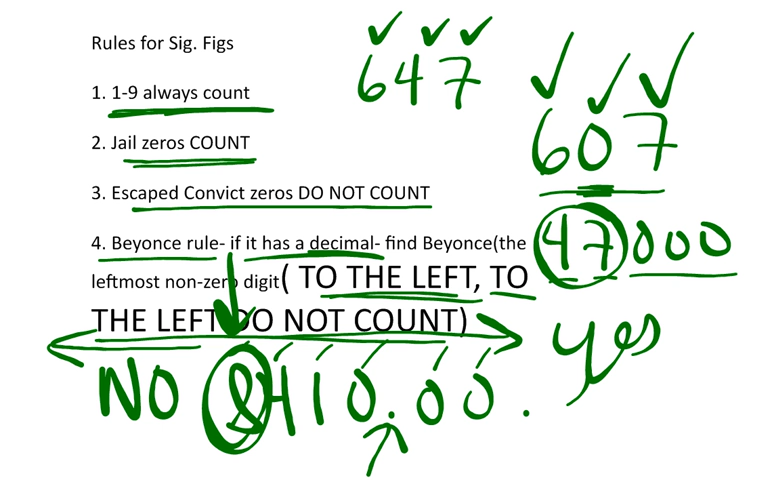 Rules for Sig. Figs
647
1. 1-9 always count
607
2. Jail zeros COUNT
3. Escaped Convict zeros DO NOT COUNT
47000
4. Beyonce rule- if it has a decimal- find Beyonce(the
leftmost non-zero digit( TO THE LEFT, TO
THE LEFT DO NOT COUNT)
yes
NO 8410.00.